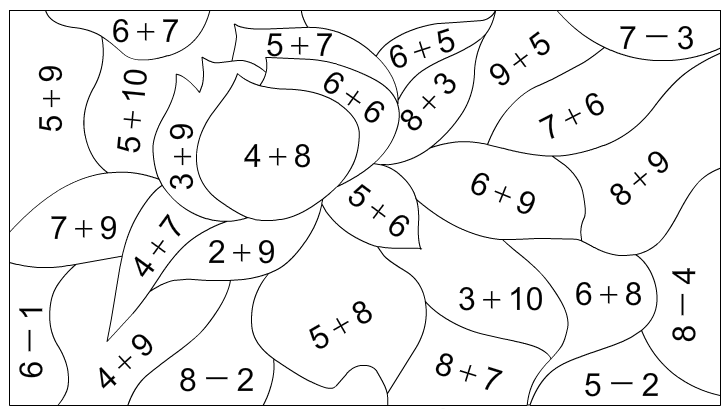 6 + 7
5 + 7
6 + 5
9 + 5
7 − 3
5 + 9
5 + 10
6 + 6
8 + 3
7 + 6
3 + 9
4 + 8
5 + 6
6 + 9
8 + 9
7 + 9
4 + 7
2 + 9
3 + 10
6 + 8
8 − 4
6 − 1
5 + 8
4 + 9
8 − 2
8 + 7
5 − 2